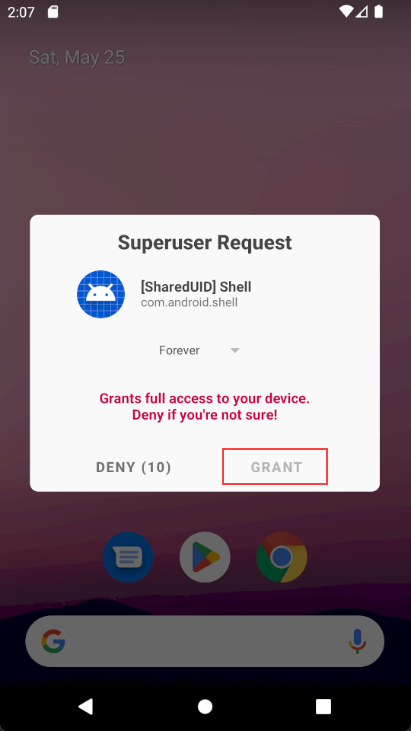 2:07
Sat, May 25
Superuser Request
[SharedUID] Shell
com.android.shell
Forever
Grants full access to your device.
Deny if you're not sure!
DENY (10)
GRANT